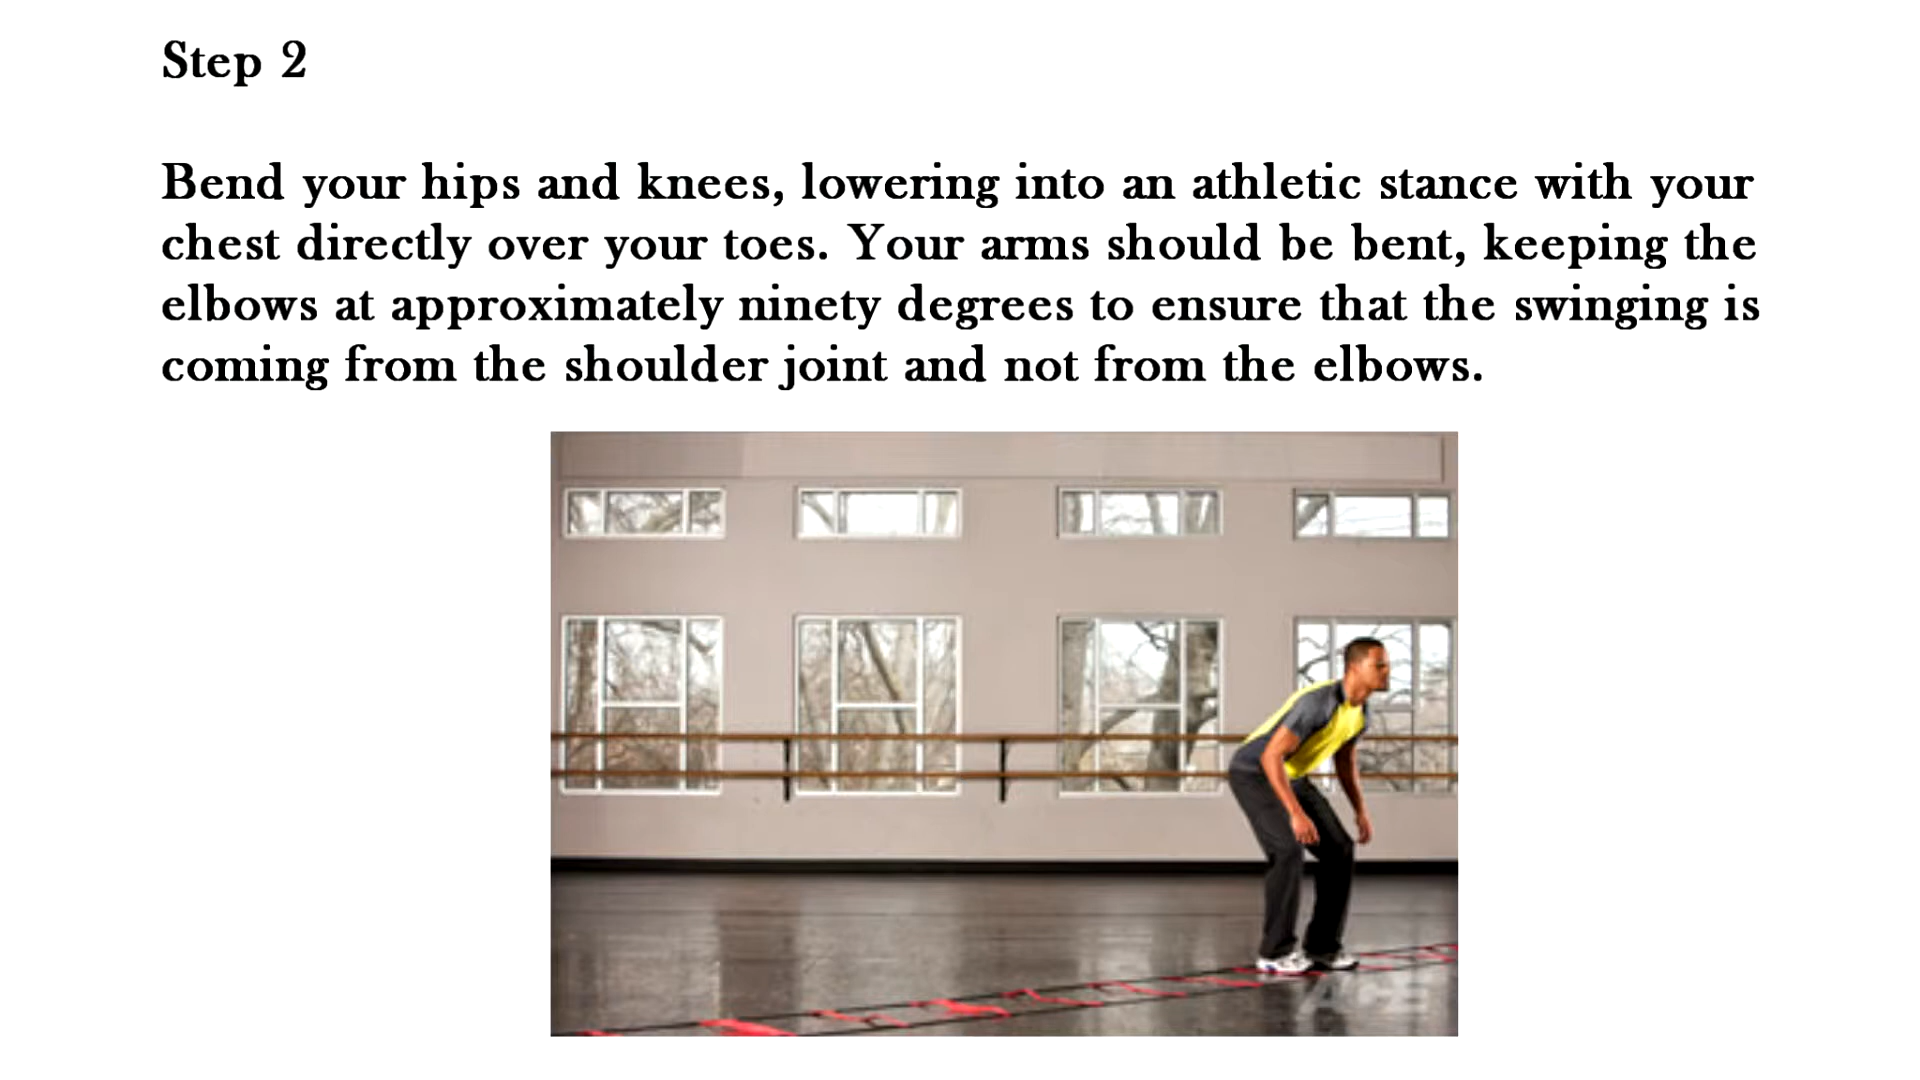 Step 2
Bend your hips and knees, lowering into an athletic stance with your
chest directly over your toes. Your arms should be bent, keeping the
elbows at approximately ninety degrees to ensure that the swinging is
coming from the shoulder joint and not from the elbows.
ACE